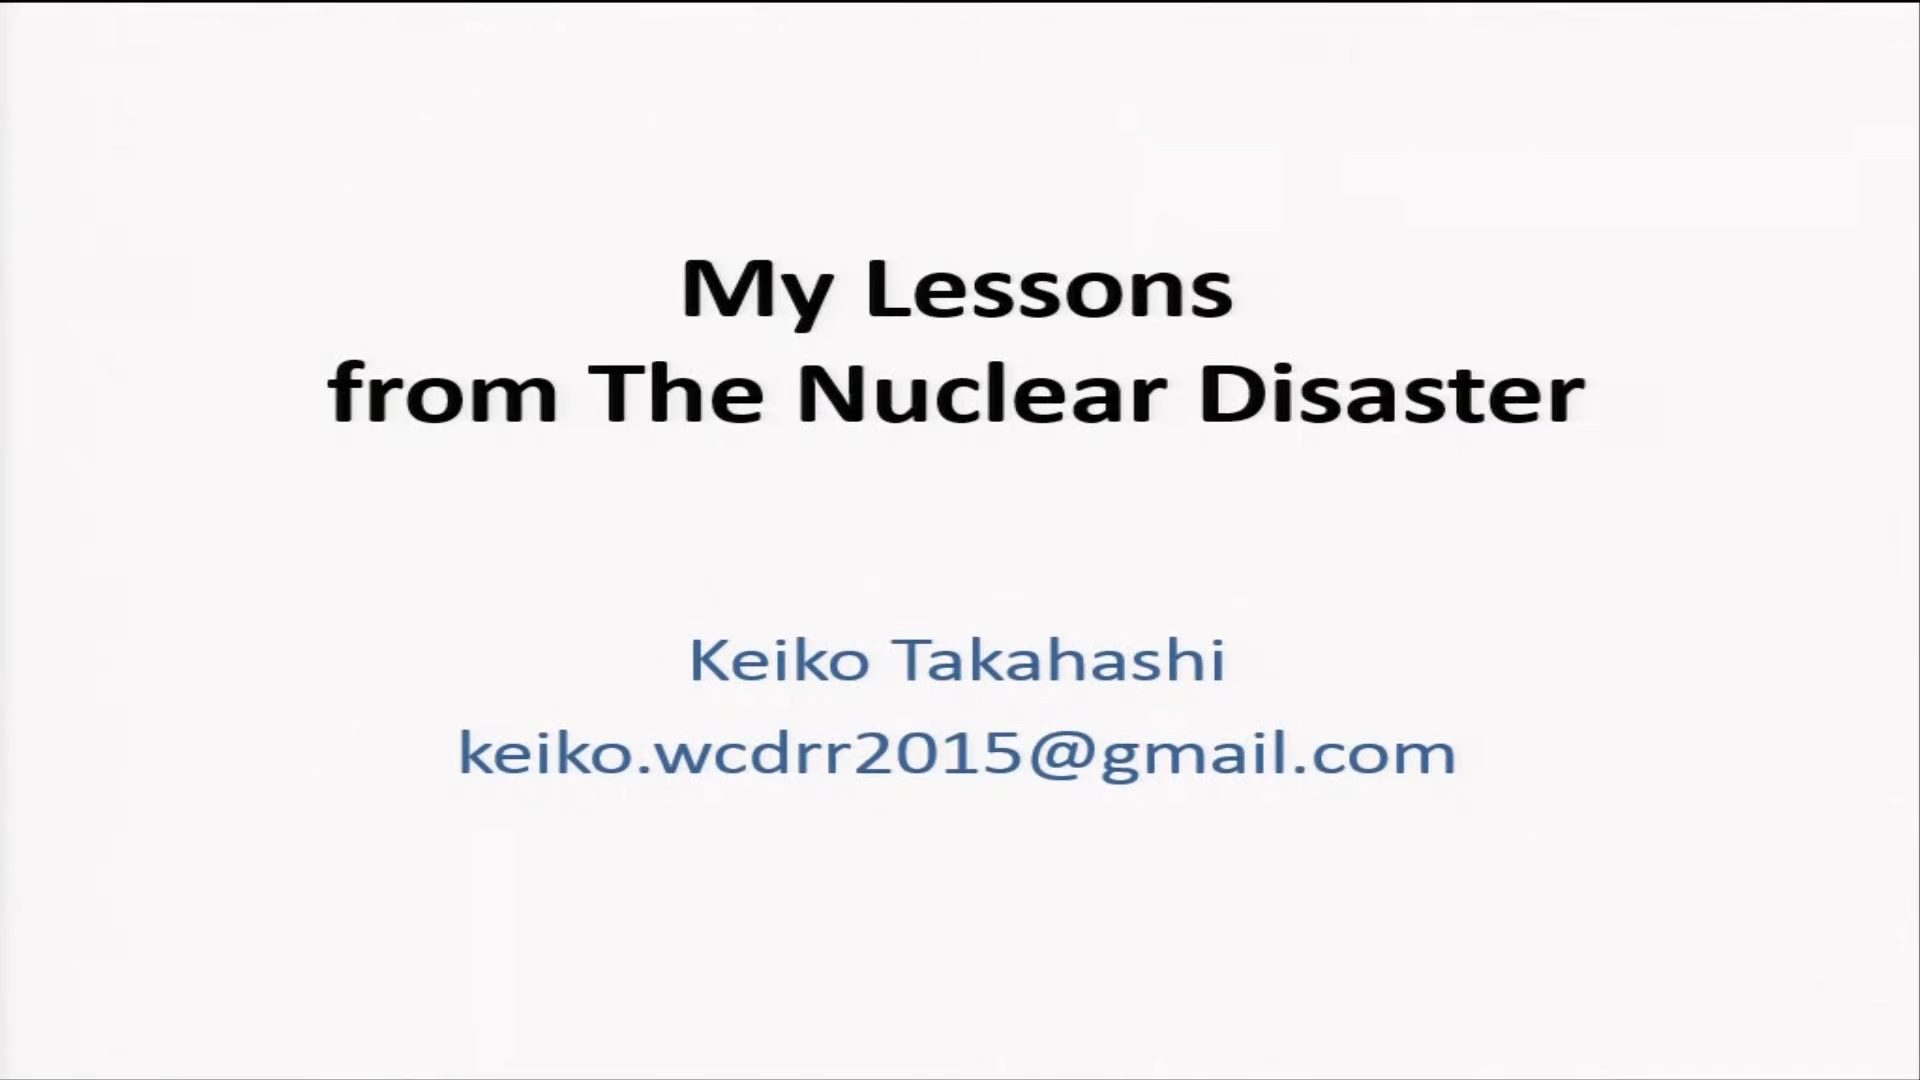 My Lessons
from The Nuclear Disaster
Keiko Takahashi
keiko.wcdrr2015@gmail.com